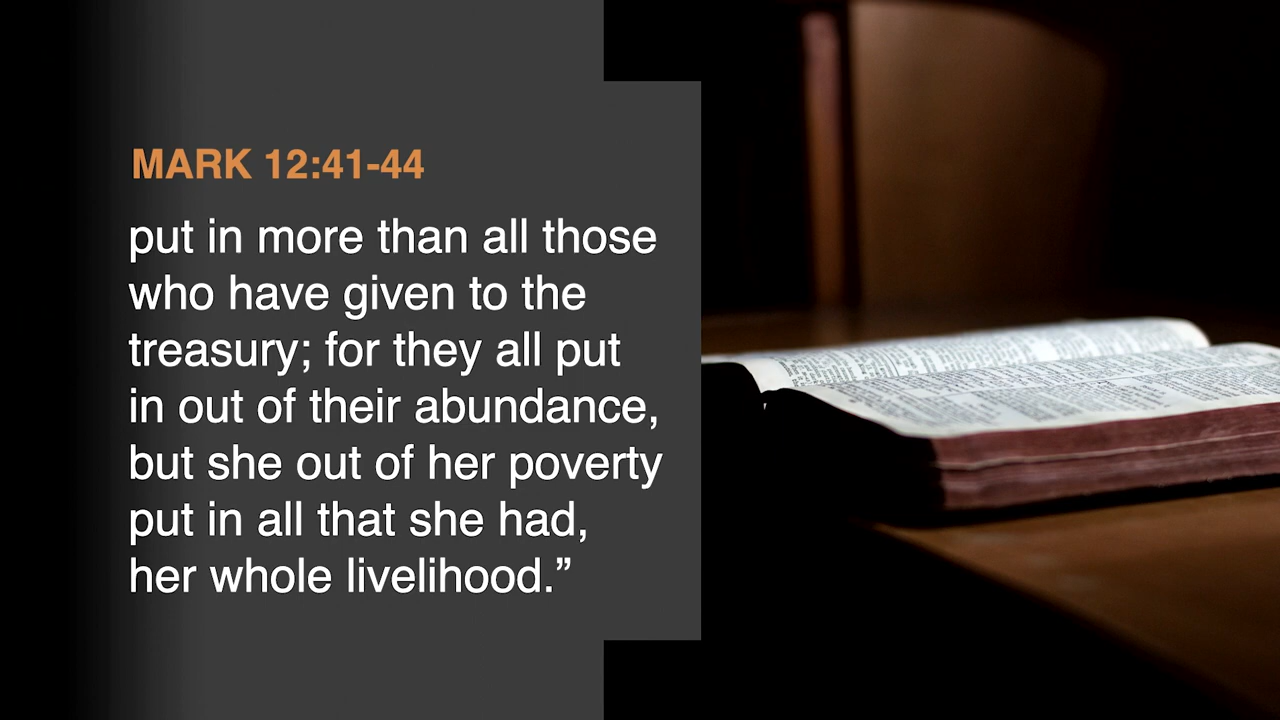 MARK 12:41-44
put in more than all those
who have given to the
treasury; for they all put
in out of their abundance,
but she out of her poverty
put in all that she had,
her whole livelihood.”